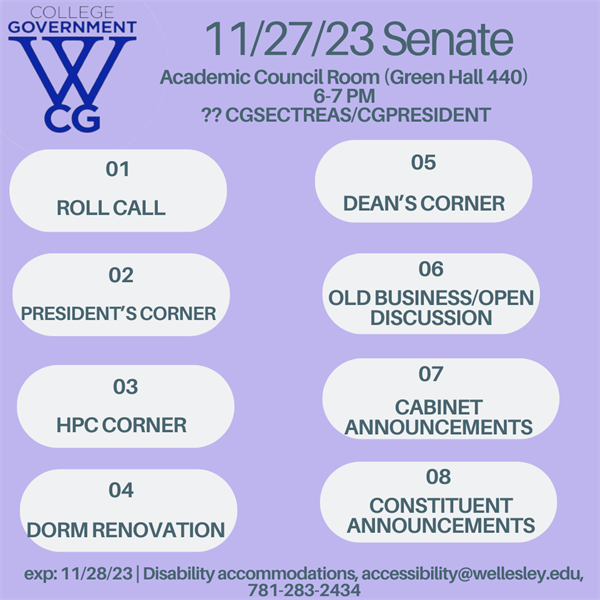 COLLEGE
GOVERNMENT
W
CG
11/27/23 Senate
Academic Council Room (Green Hall 440)
6-7 PM
?? CGSECTREAS/CGPRESIDENT
01
ROLL CALL
02
PRESIDENT'S CORNER
03
HPC CORNER
04
DORM RENOVATION
05
DEAN'S CORNER
06
OLD BUSINESS/OPEN
DISCUSSION
07
CABINET
ANNOUNCEMENTS
08
CONSTITUENT
ANNOUNCEMENTS
exp: 11/28/23 | Disability accommodations, accessibility@wellesley.edu,
781-283-2434